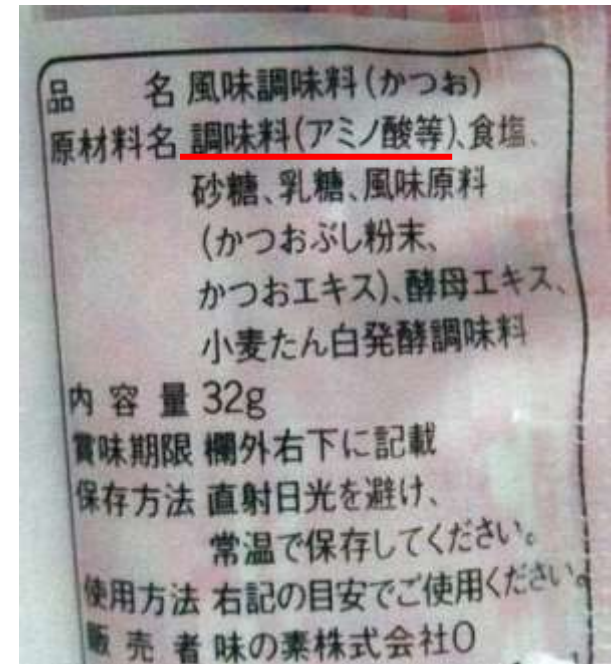 品名 風味調味料(かつお)
原材料名 調味料(アミノ酸等)、食塩、
砂糖、乳糖、風味原料
(かつおぶし粉末、
かつおエキス)、酵母エキス、
小麦たん白発酵調味料
内容量 32g
賞味期限 欄外右下に記載
保存方法 直射日光を避け、
常温で保存してください。
使用方法 右記の目安でご使用ください。
販売者 味の素株式会社O